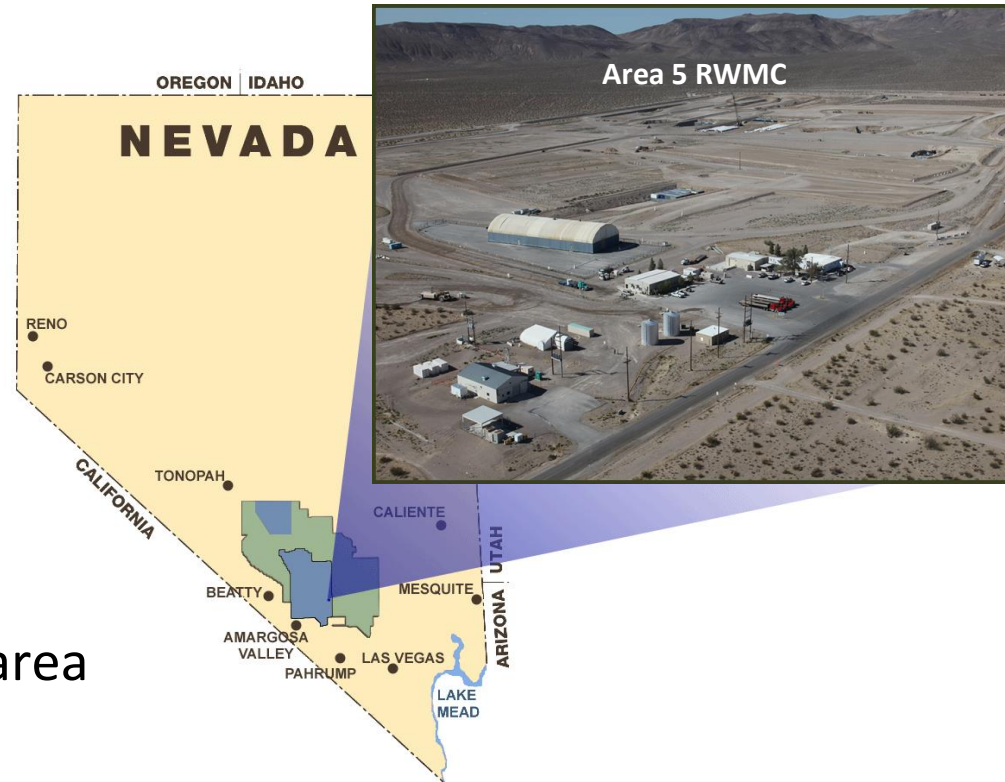 OREGON IDAHO
NEVADA
Area 5 RWMC
RENO
CARSON CITY
CALIFORNIA
TONOPAH
CALIENTE
UTAH
BEATTY
MESQUITE
ARIZONA
AMARGOSA
VALLEY
PAHRUMP
LAS VEGAS
LAKE
MEAD
area